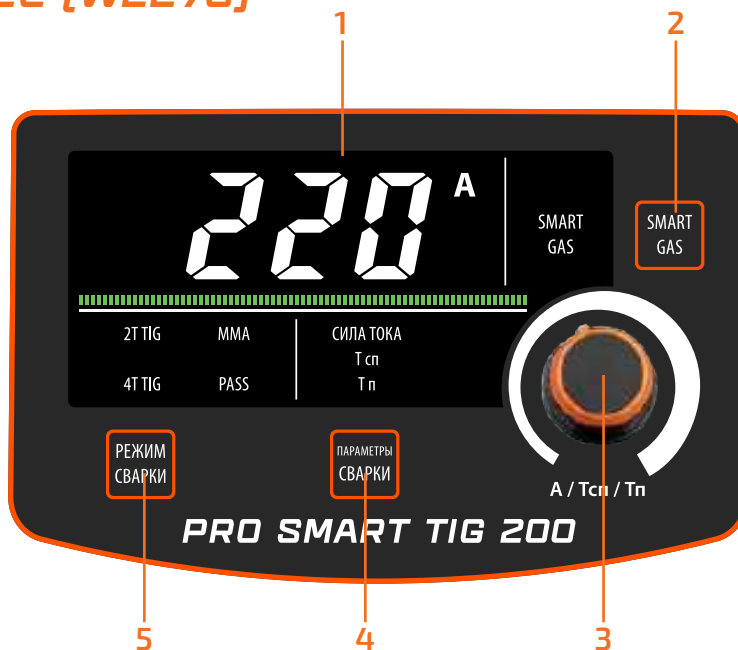 1
2
220 A
SMART
GAS
SMART
GAS
2T TIG
MMA
СИЛА ТОКА
Т сп
4T TIG
PASS
Т п
РЕЖИМ
СВАРКИ
ПАРАМЕТРЫ
СВАРКИ
А / Тсп / Тп
PRO SMART TIG 200
5
4
3